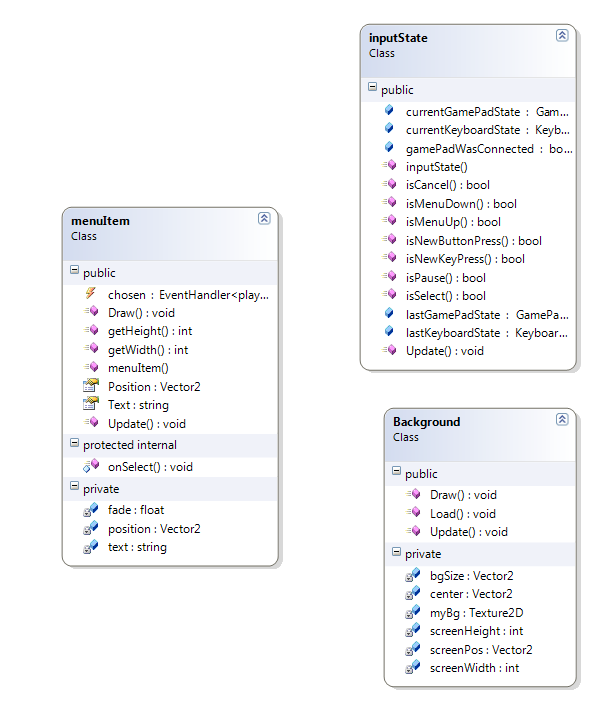 inputState
Class
public
currentGamePadState : Gam...
currentKeyboardState : Keyb...
gamePadWasConnected : bo...
inputState()
isCancel() : bool
isMenuDown() : bool
isMenuUp() : bool
isNewButtonPress() : bool
isNewKeyPress() : bool
isPause() : bool
isSelect() : bool
lastGamePadState : GamePa...
lastKeyboardState : Keyboar...
Update() : void
menuItem
Class
public
chosen : EventHandler<play...
Draw() : void
getHeight() : int
getWidth() : int
menuItem()
Position : Vector2
Text : string
Update() : void
protected internal
onSelect() : void
private
fade : float
position : Vector2
text : string
Background
Class
public
Draw() : void
Load() : void
Update() : void
private
bgSize : Vector2
center : Vector2
myBg : Texture2D
screenHeight : int
screenPos : Vector2
screenWidth : int